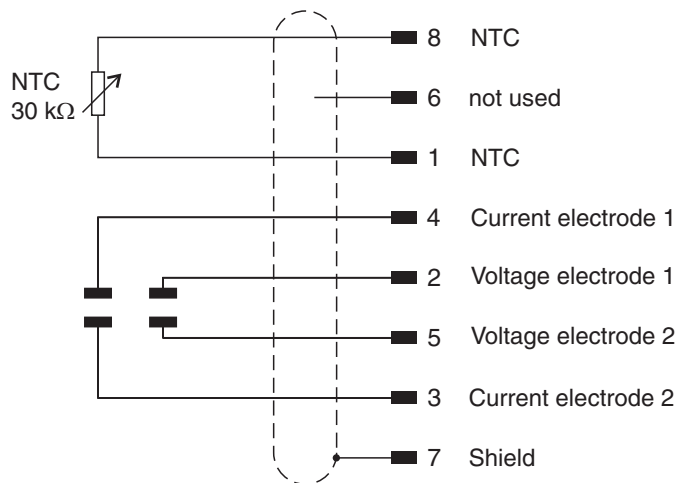 8 NTC
NTC
30 kΩ
6 not used
1 NTC
4 Current electrode 1
2 Voltage electrode 1
5 Voltage electrode 2
3 Current electrode 2
7 Shield